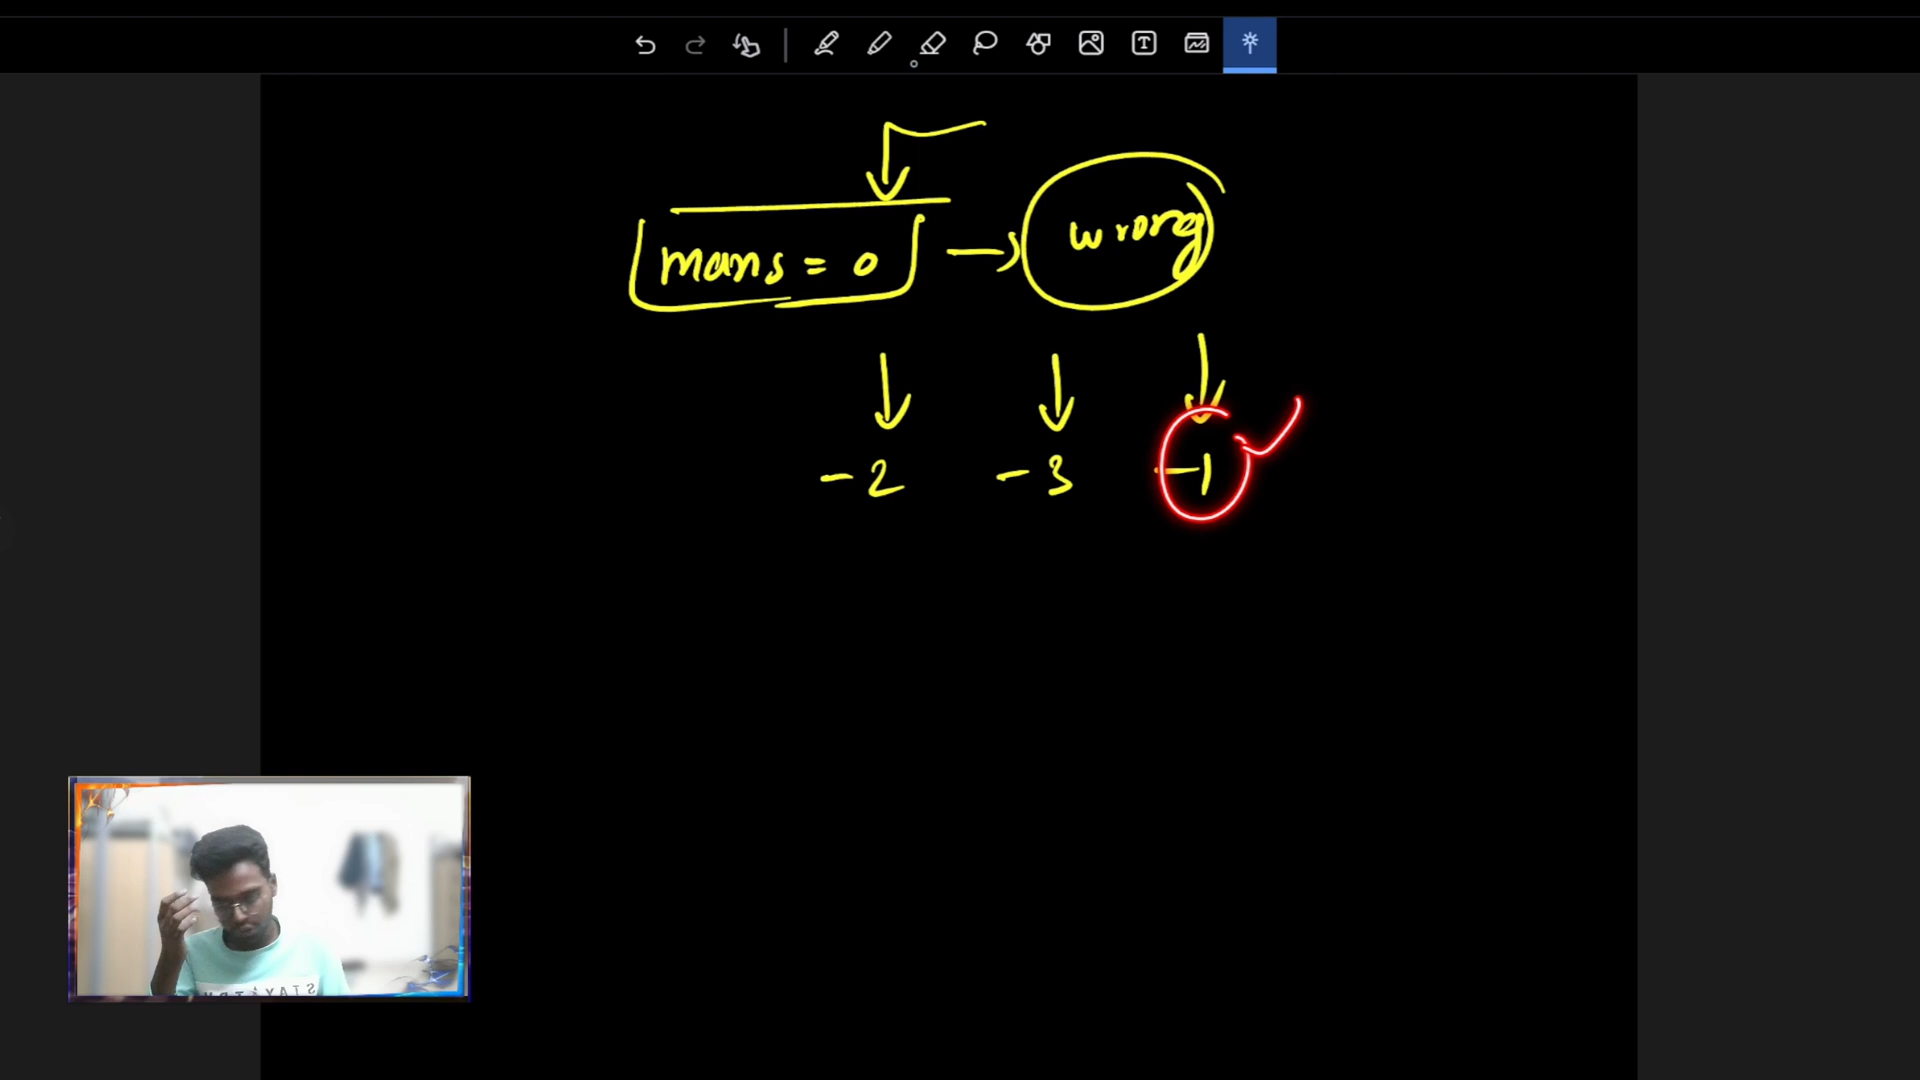 mans = 0 → wrong
-2 -3 -1